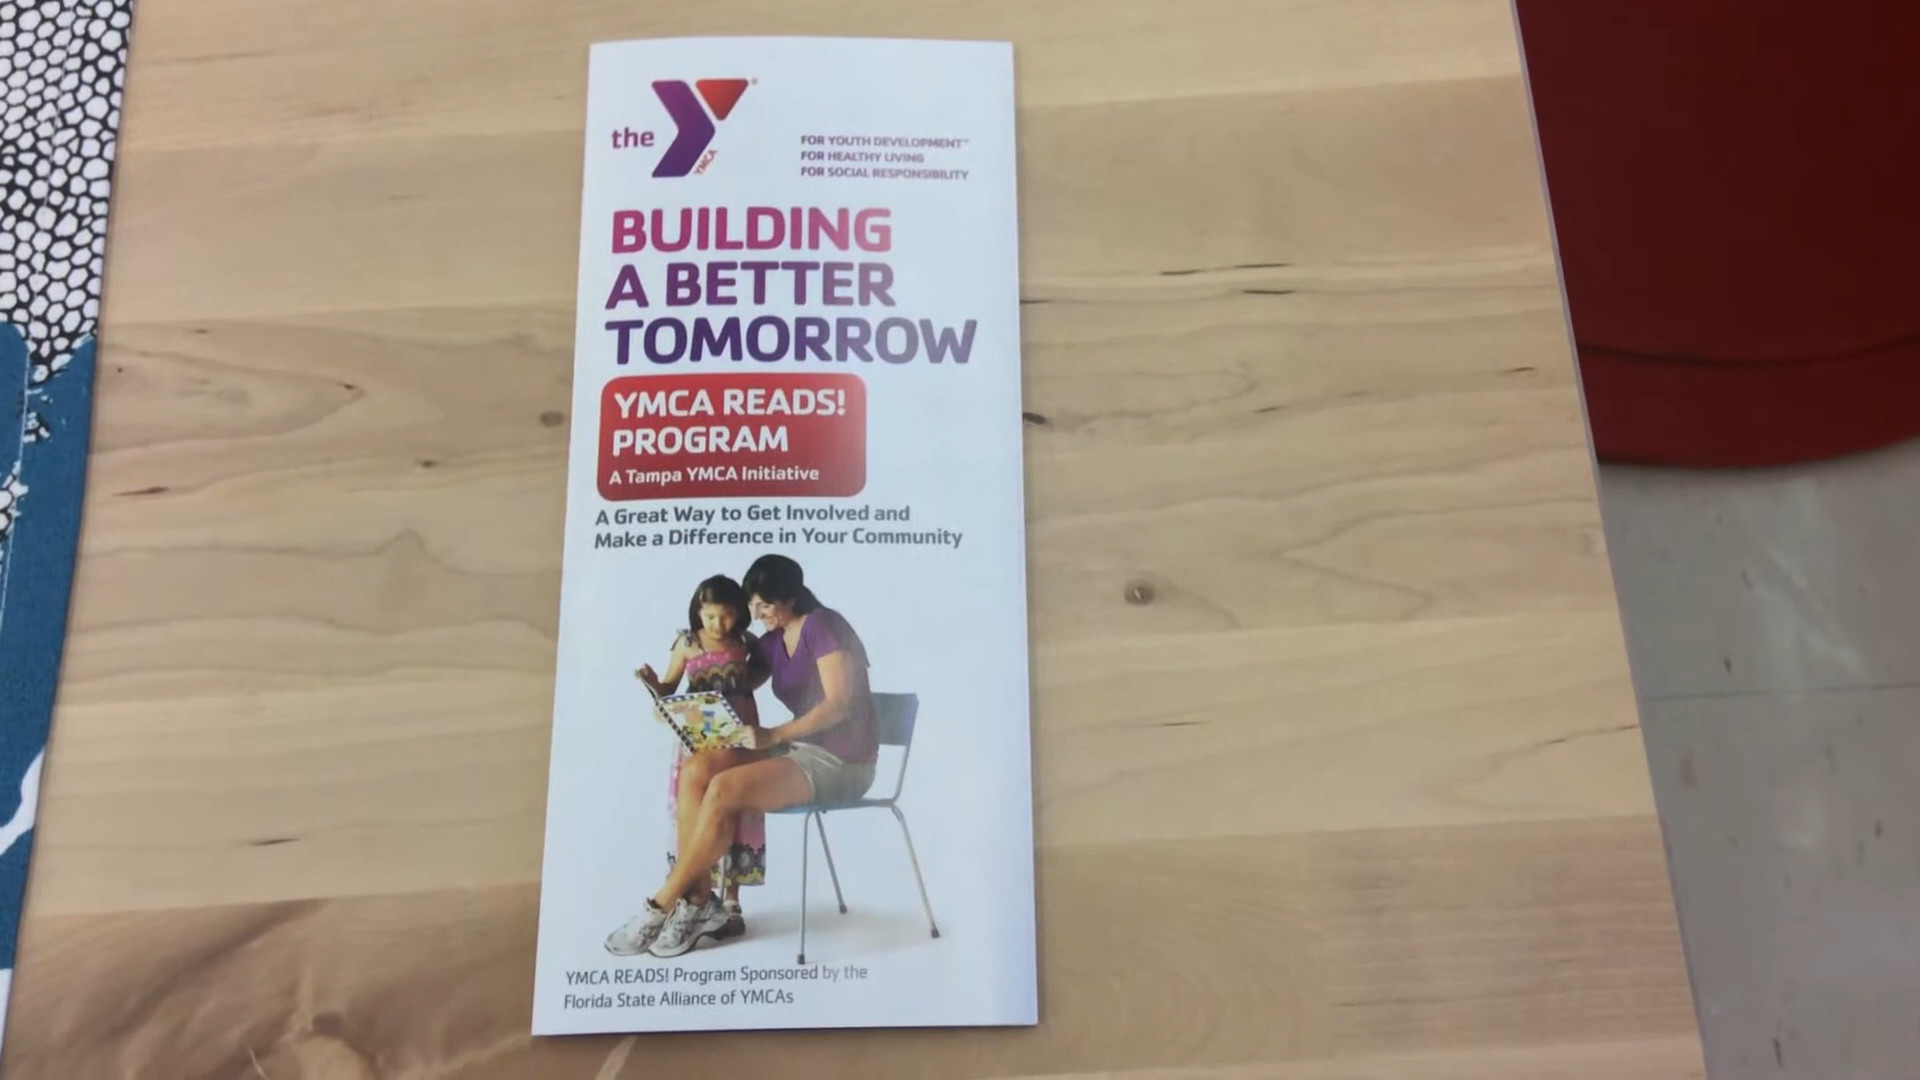 the
YMCA
FOR YOUTH DEVELOPMENT™
FOR HEALTHY LIVING
FOR SOCIAL RESPONSIBILITY
BUILDING
A BETTER
TOMORROW
YMCA READS!
PROGRAM
A Tampa YMCA Initiative
A Great Way to Get Involved and
Make a Difference in Your Community
YMCA READS! Program Sponsored by the
Florida State Alliance of YMCAs